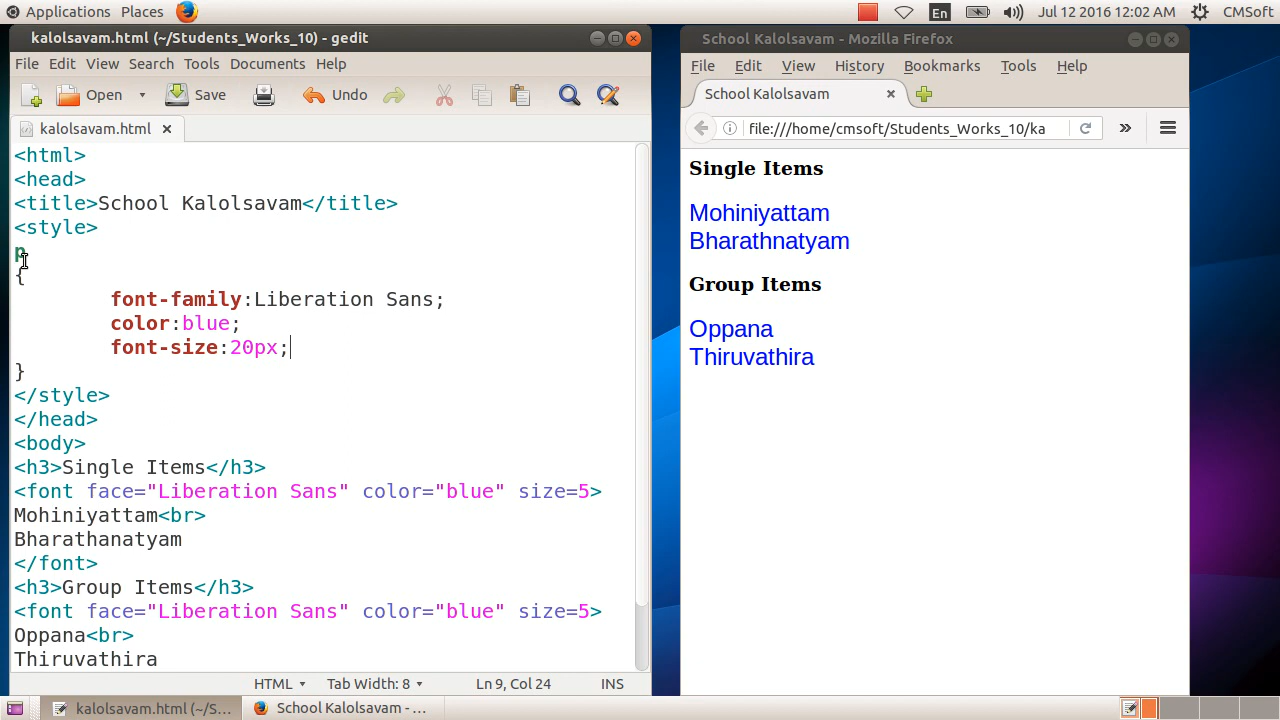 Applications Places En Jul 12 2016 12:02 AM CMSoft
kalolsavam.html (~/Students_Works_10) - gedit
File Edit View Search Tools Documents Help
Open Save Undo
kalolsavam.html
<html>
<head>
<title>School Kalolsavam</title>
<style>
p
{
font-family:Liberation Sans;
color:blue;
font-size:20px;
}
</style>
</head>
<body>
<h3>Single Items</h3>
<font face="Liberation Sans" color="blue" size=5>
Mohiniyattam<br>
Bharathanatyam
</font>
<h3>Group Items</h3>
<font face="Liberation Sans" color="blue" size=5>
Oppana<br>
Thiruvathira
HTML Tab Width: 8 Ln 9, Col 24 INS
School Kalolsavam - Mozilla Firefox
File Edit View History Bookmarks Tools Help
School Kalolsavam
file:///home/cmsoft/Students_Works_10/ka
Single Items
Mohiniyattam
Bharathnatyam
Group Items
Oppana
Thiruvathira
kalolsavam.html (~/S... School Kalolsavam - ...